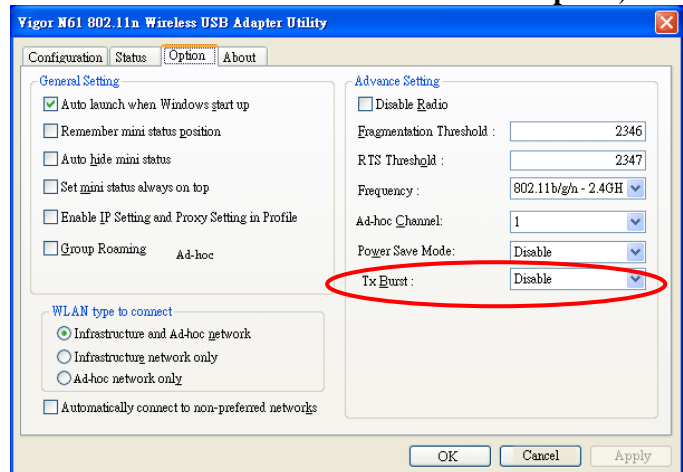 Vigor N61 802.11n Wireless USB Adapter Utility
Configuration Status Option About
General Setting
Auto launch when Windows start up
Remember mini status position
Auto hide mini status
Set mini status always on top
Enable IP Setting and Proxy Setting in Profile
Group Roaming Ad-hoc
WLAN type to connect
Infrastructure and Ad-hoc network
Infrastructure network only
Ad-hoc network only
Automatically connect to non-preferred networks
Advance Setting
Disable Radio
Fragmentation Threshold : 2346
RTS Threshold : 2347
Frequency : 802.11b/g/n - 2.4GH
Ad-hoc Channel: 1
Power Save Mode: Disable
Tx Burst : Disable
OK Cancel Apply